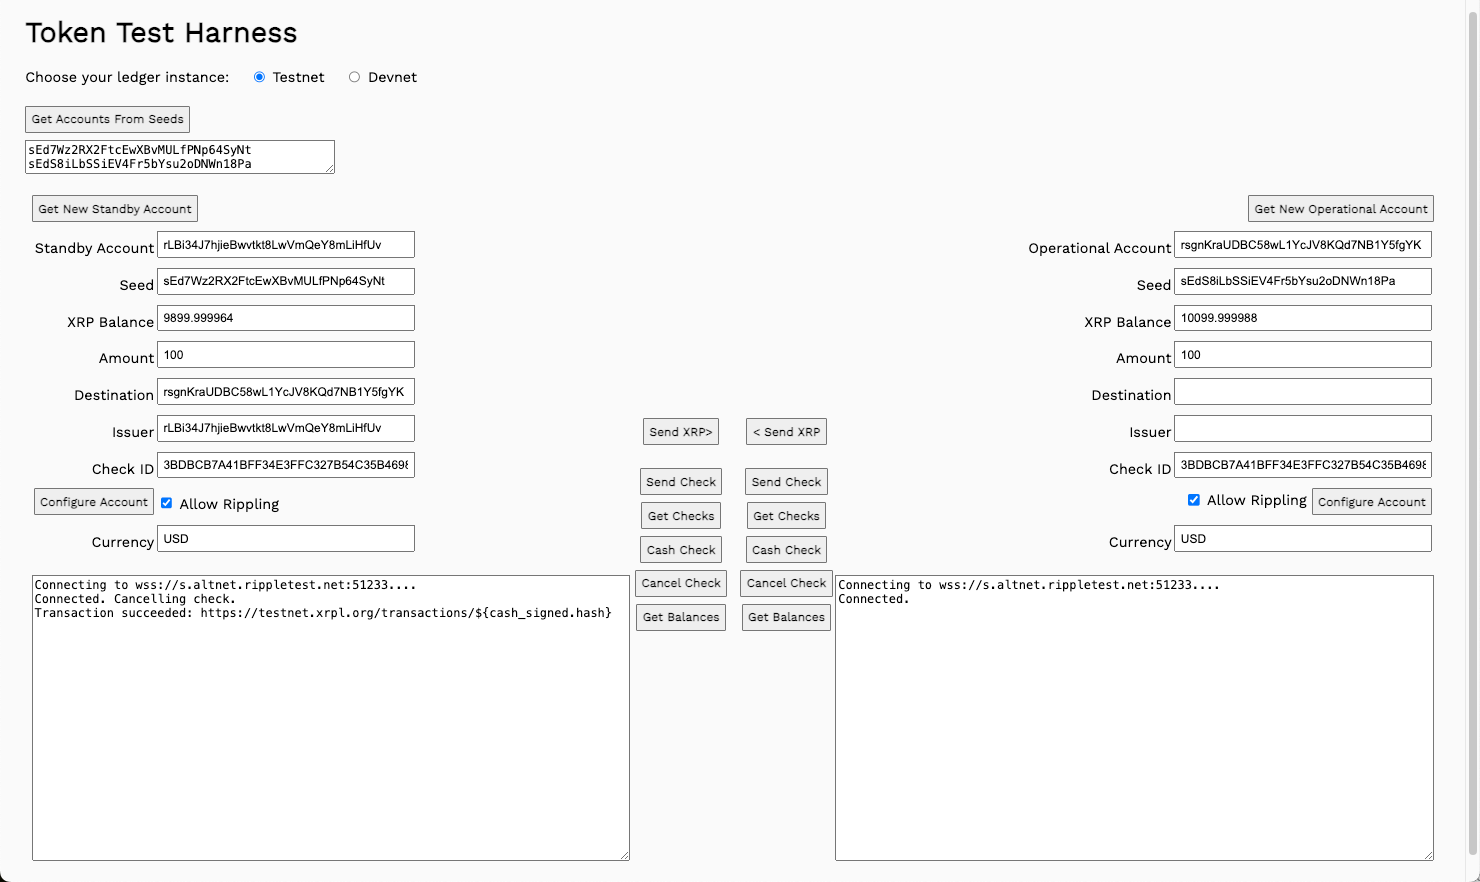 Token Test Harness
Choose your ledger instance: Testnet Devnet
Get Accounts From Seeds
sEd7Wz2RX2FtcEwXBvMULfPNp64SyNt
sEdS8iLbSSiEV4Fr5bYsu2oDNWn18Pa
Get New Standby Account
Get New Operational Account
Standby Account rLBi34J7hjieBwvtkt8LwVmQeY8mLiHfUv
Operational Account rsgnKraUDBC58wL1YcJV8KQd7NB1Y5fgYK
Seed sEd7Wz2RX2FtcEwXBvMULfPNp64SyNt
Seed sEdS8iLbSSiEV4Fr5bYsu2oDNWn18Pa
XRP Balance 9899.999964
XRP Balance 10099.999988
Amount 100
Amount 100
Destination rsgnKraUDBC58wL1YcJV8KQd7NB1Y5fgYK
Destination
Issuer rLBi34J7hjieBwvtkt8LwVmQeY8mLiHfUv
Send XRP> < Send XRP
Issuer
Check ID 3BDBCB7A41BFF34E3FFC327B54C35B4698
Send Check Send Check
Check ID 3BDBCB7A41BFF34E3FFC327B54C35B4698
Configure Account Allow Rippling
Get Checks Get Checks
Allow Rippling Configure Account
Currency USD
Cash Check Cash Check
Currency USD
Cancel Check Cancel Check
Get Balances Get Balances
Connecting to wss://s.altnet.rippletest.net:51233....
Connected. Cancelling check.
Transaction succeeded: https://testnet.xrpl.org/transactions/${cash_signed.hash}
Connecting to wss://s.altnet.rippletest.net:51233....
Connected.